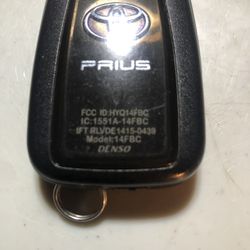 PRIUS
FCC ID:HYQ14FBC
IC:1551A-14FBC
IFT:RLVDE1415-0439
Model:14FBC
DENSO